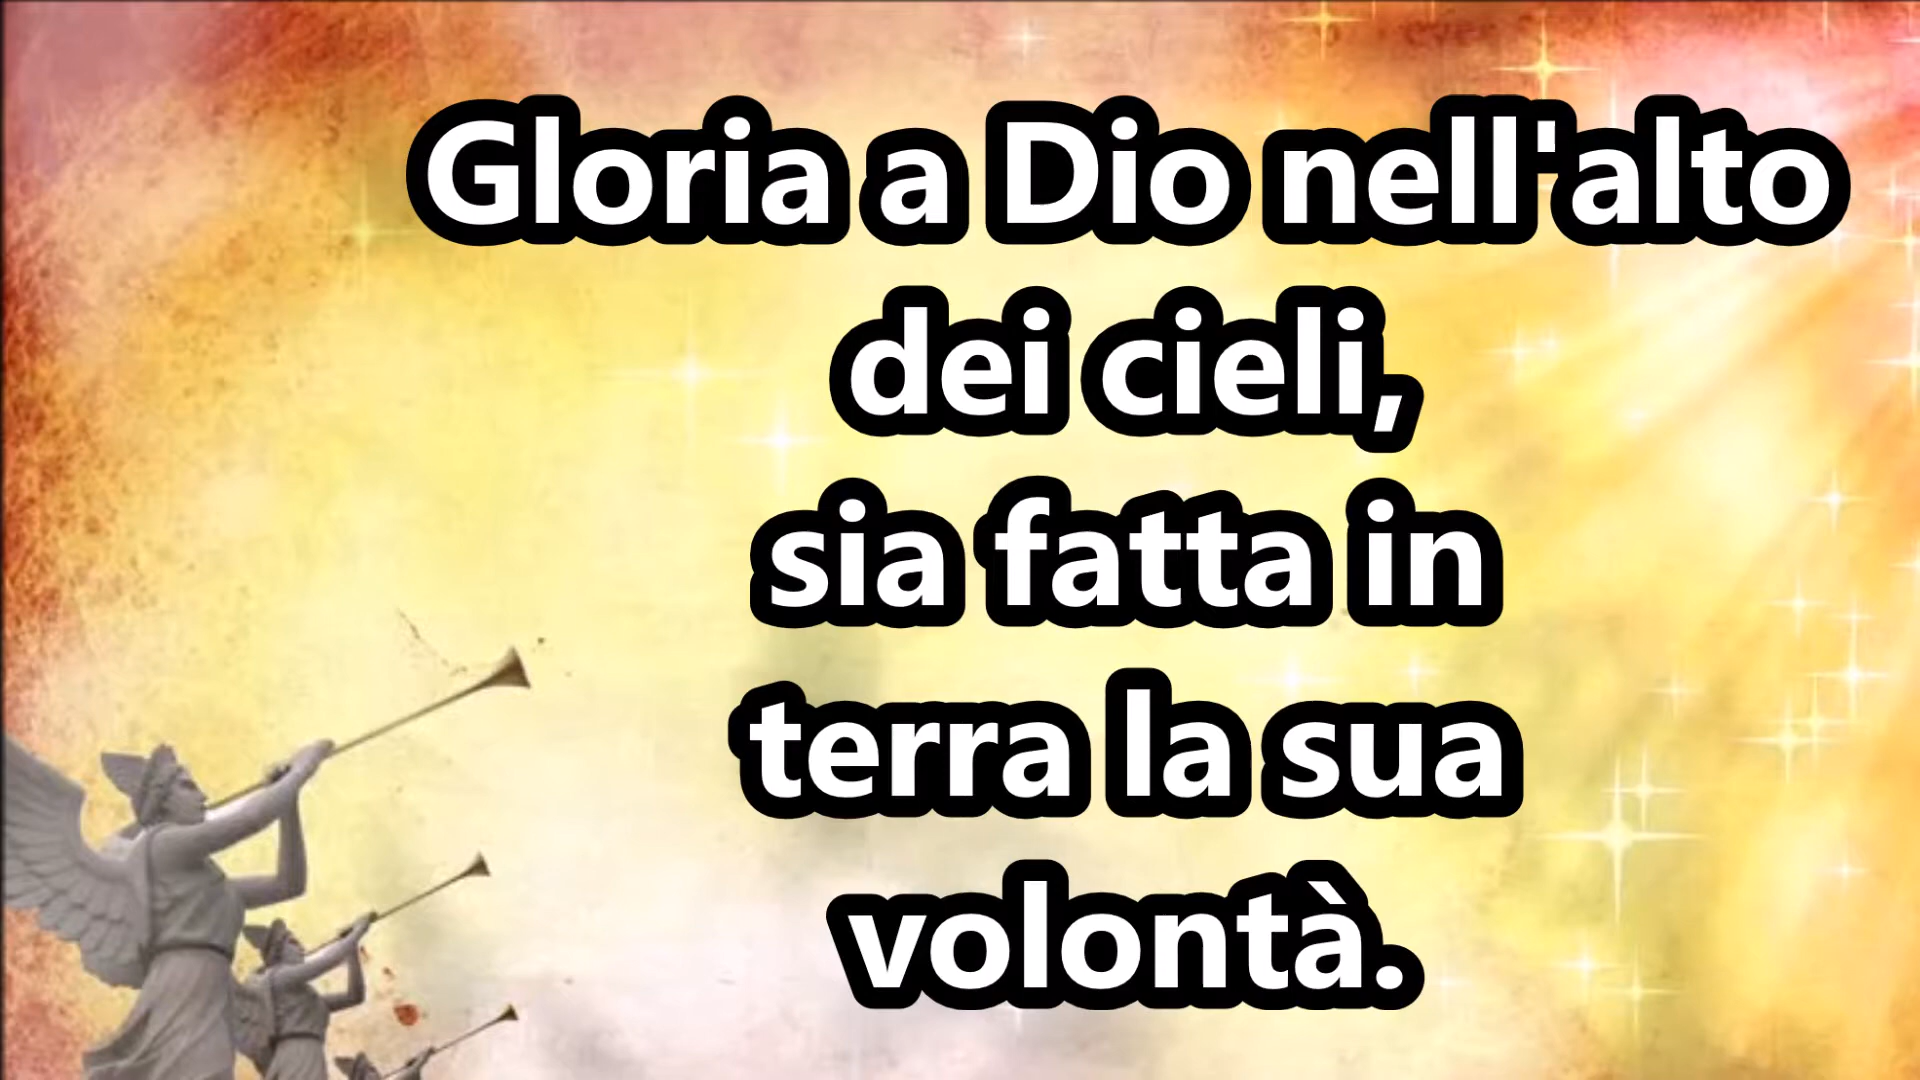 Gloria a Dio nell'alto
dei cieli,
sia fatta in
terra la sua
volontà.